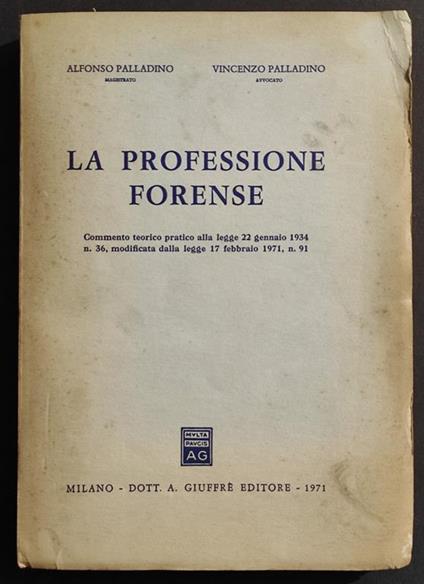 ALFONSO PALLADINO VINCENZO PALLADINO
MAGISTRATO AVVOCATO
LA PROFESSIONE
FORENSE
Commento teorico pratico alla legge 22 gennaio 1934
n. 36, modificata dalla legge 17 febbraio 1971, n. 91
MVLTA
PAVCIS
AG
MILANO - DOTT. A. GIUFFRÈ EDITORE - 1971